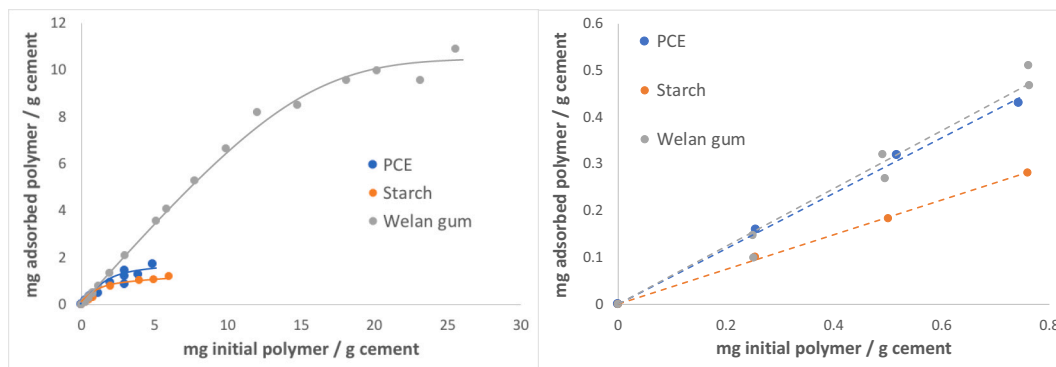 mg adsorbed polymer / g cement
12
10
8
6
4
2
0
0 5 10 15 20 25 30
mg initial polymer / g cement
PCE
Starch
Welan gum
mg adsorbed polymer / g cement
0.6
0.5
0.4
0.3
0.2
0.1
0
0 0.2 0.4 0.6 0.8
mg initial polymer / g cement
PCE
Starch
Welan gum